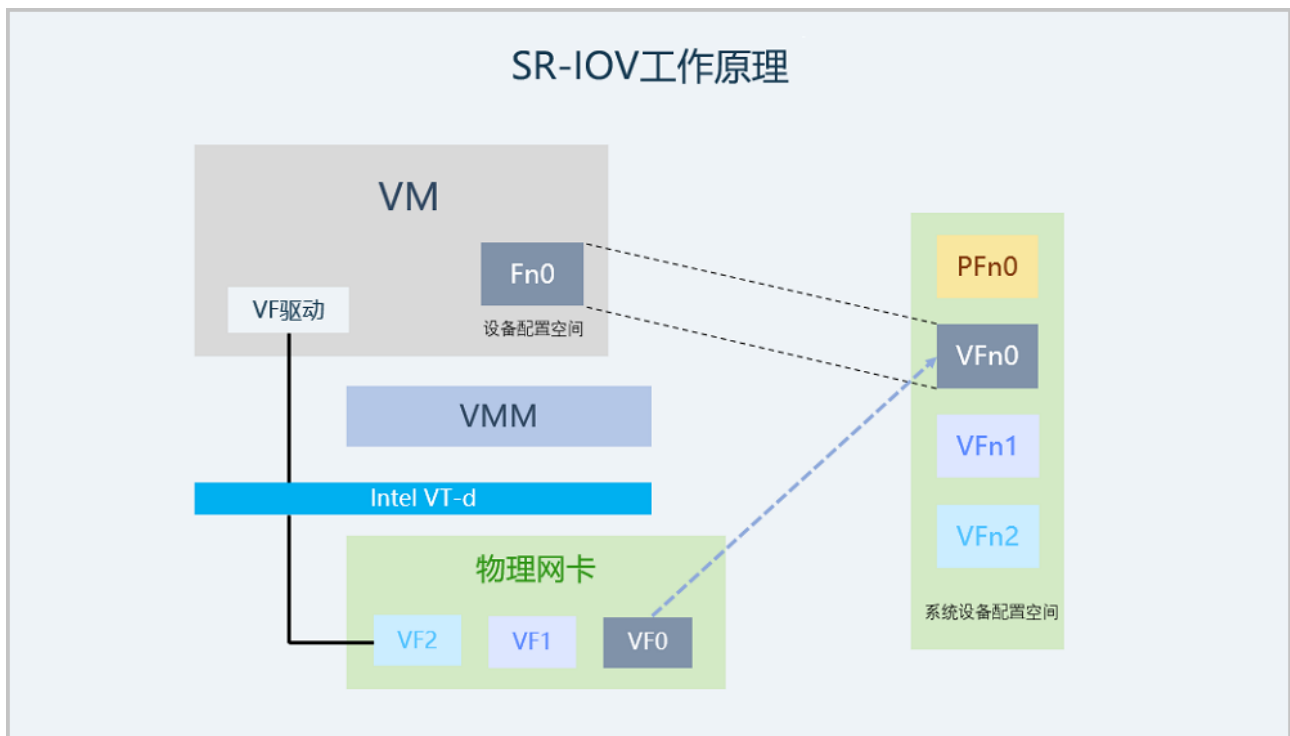 SR-IOV工作原理
VM
Fn0
设备配置空间
VF驱动
VMM
Intel VT-d
物理网卡
VF2
VF1
VF0
PFn0
VFn0
VFn1
VFn2
系统设备配置空间